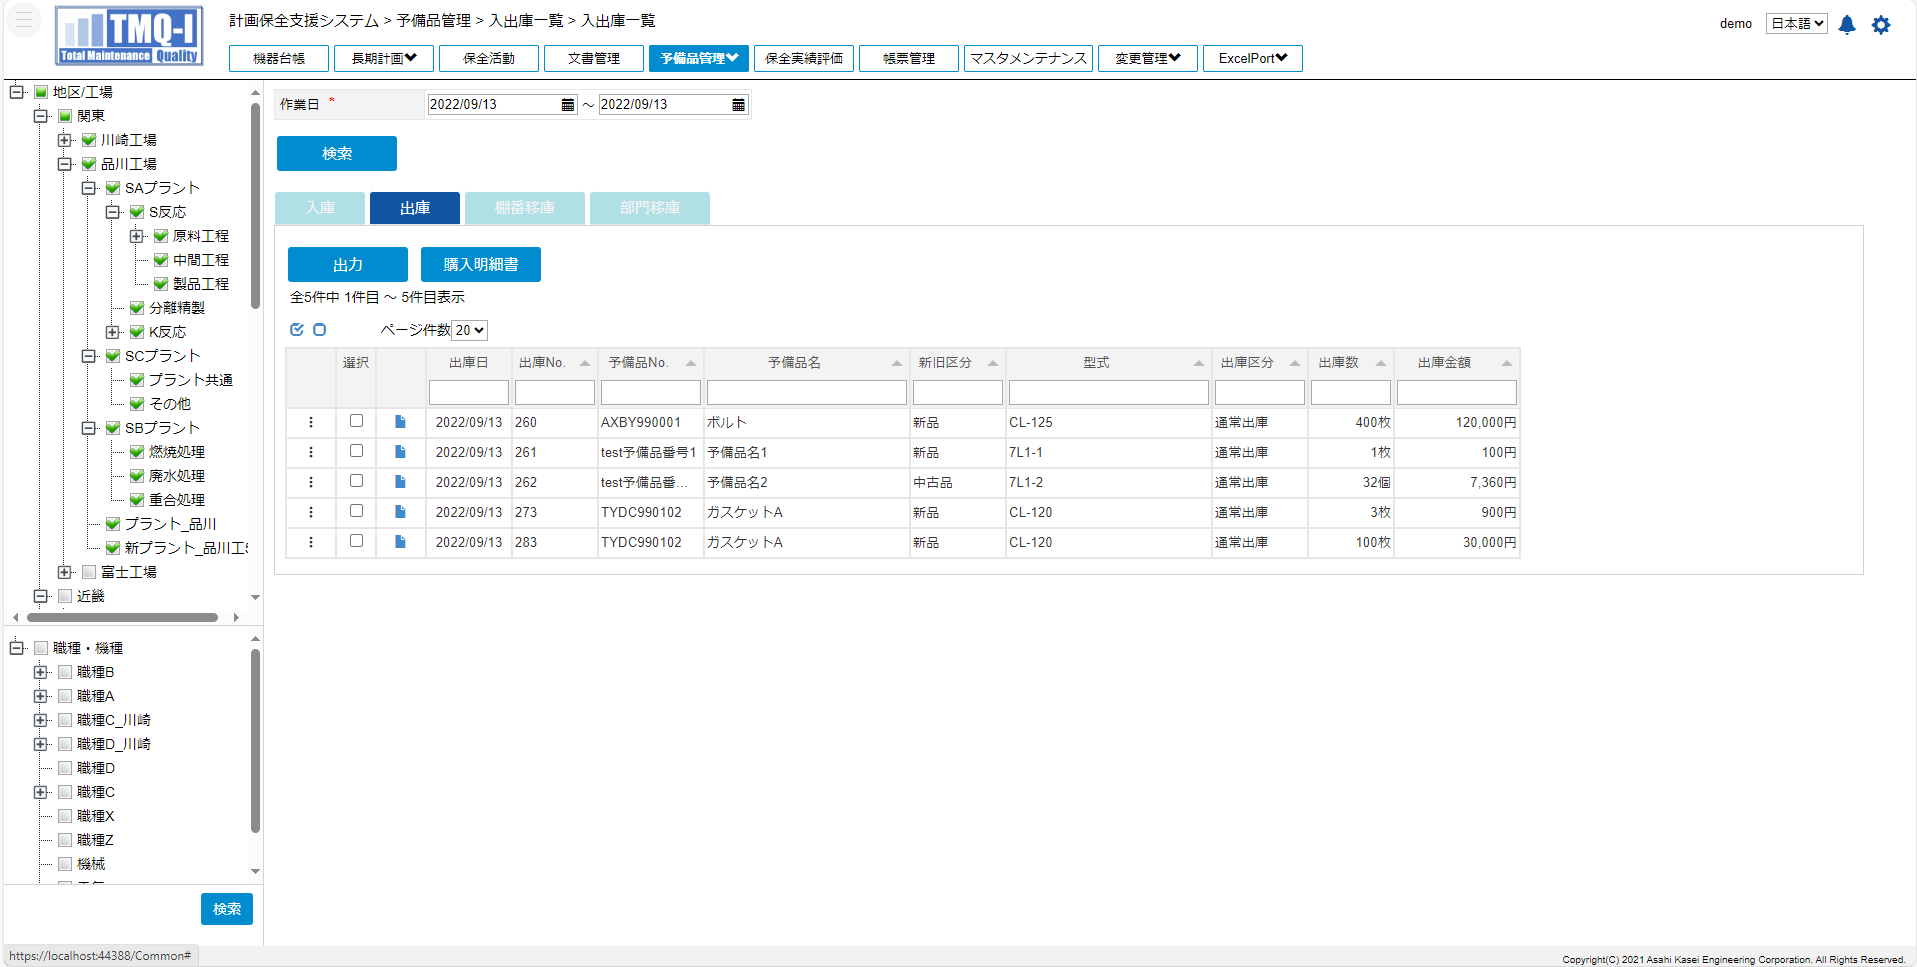 TMQ-I
Total Maintenance Quality
計画保全支援システム > 予備品管理 > 入出庫一覧 > 入出庫一覧
demo
日本語
機器台帳 長期計画 保全活動 文書管理 予備品管理 保全実績評価 帳票管理 マスタメンテナンス 変更管理 ExcelPort
地区/工場
関東
川崎工場
品川工場
SAプラント
S反応
原料工程
中間工程
製品工程
分離精製
K反応
SCプラント
プラント共通
その他
SBプラント
燃焼処理
廃水処理
重合処理
プラント_品川
新プラント_品川工
富士工場
近畿
職種・機種
職種B
職種A
職種C_川崎
職種D_川崎
職種D
職種C
職種X
職種Z
機械
検索
作業日 * 2022/09/13 ～ 2022/09/13
検索
入庫 出庫 棚番移庫 部門移庫
出力 購入明細書
全5件中 1件目 ～ 5件目表示
ページ件数 20
選択 出庫日 出庫No. 予備品No. 予備品名 新旧区分 型式 出庫区分 出庫数 出庫金額
2022/09/13 260 AXBY990001 ボルト 新品 CL-125 通常出庫 400枚 120,000円
2022/09/13 261 test予備品番号1 予備品名1 新品 7L1-1 通常出庫 1枚 100円
2022/09/13 262 test予備品番... 予備品名2 中古品 7L1-2 通常出庫 32個 7,360円
2022/09/13 273 TYDC990102 ガスケットA 新品 CL-120 通常出庫 3枚 900円
2022/09/13 283 TYDC990102 ガスケットA 新品 CL-120 通常出庫 100枚 30,000円
https://localhost:44388/Common#
Copyright(C) 2021 Asahi Kasei Engineering Corporation. All Rights Reserved.